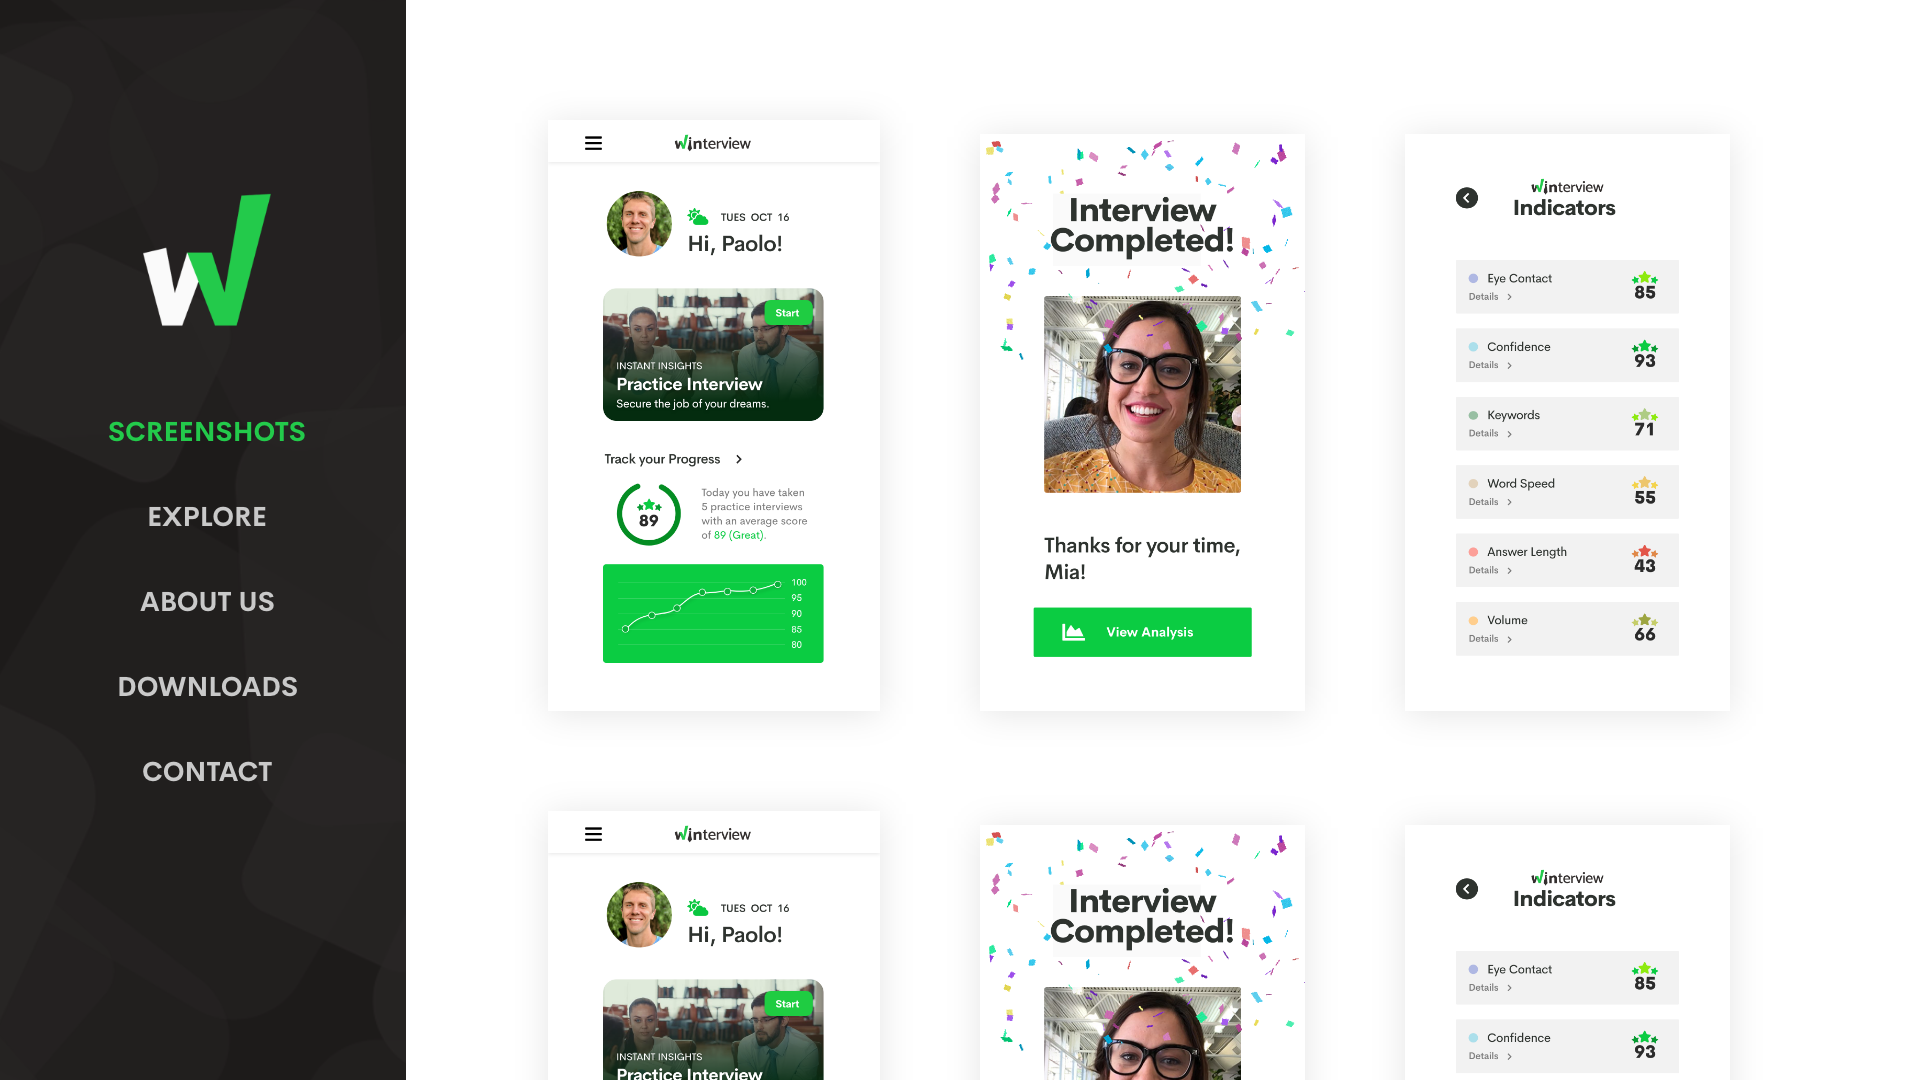 SCREENSHOTS
EXPLORE
ABOUT US
DOWNLOADS
CONTACT
Winterview
TUES OCT 16
Hi, Paolo!
Start
INSTANT INSIGHTS
Practice Interview
Secure the job of your dreams.
Track your Progress
89
Today you have taken
5 practice interviews
with an average score
of 89 (Great).
100
95
90
85
80
Interview
Completed!
Thanks for your time,
Mia!
View Analysis
Winterview
Indicators
Eye Contact
Details
85
Confidence
Details
93
Keywords
Details
71
Word Speed
Details
55
Answer Length
Details
43
Volume
Details
66
Winterview
TUES OCT 16
Hi, Paolo!
Start
INSTANT INSIGHTS
Practice Interview
Interview
Completed!
Winterview
Indicators
Eye Contact
Details
85
Confidence
Details
93